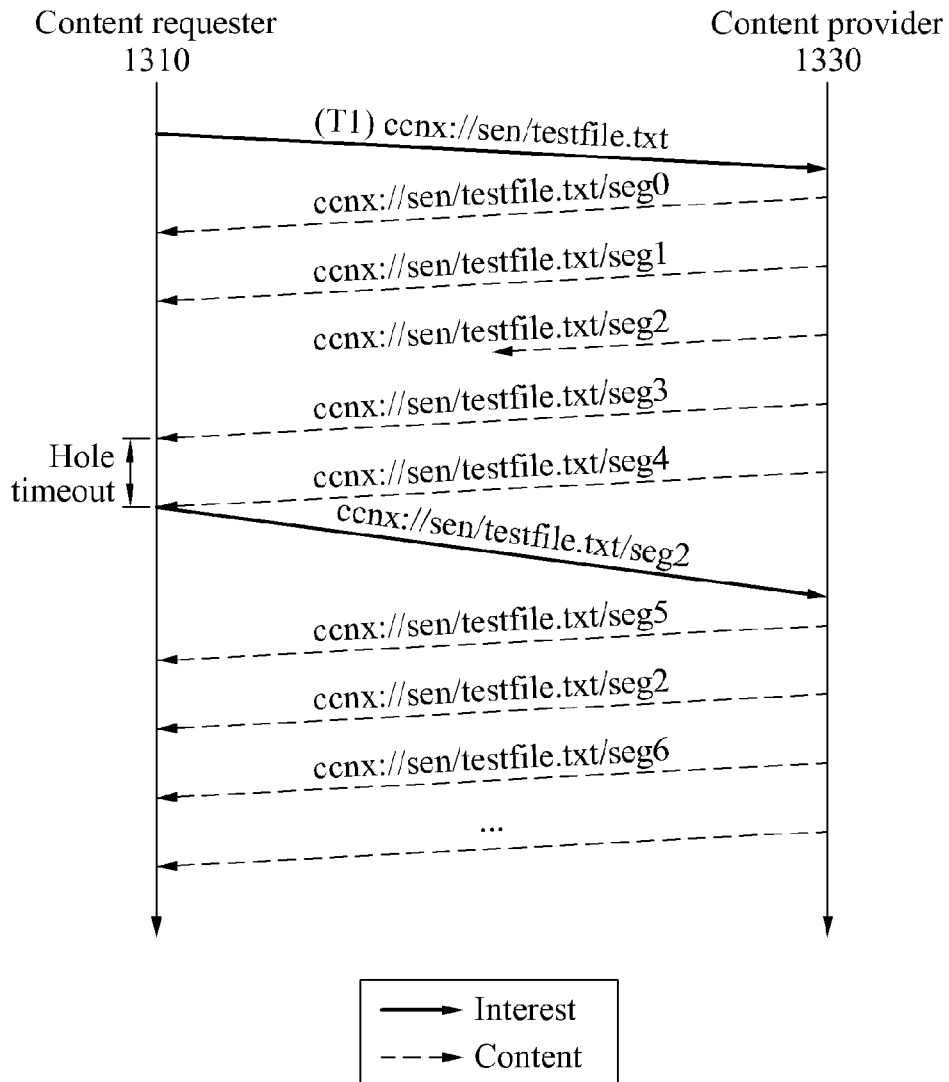 Content requester
1310
Content provider
1330
(T1) ccnx://sen/testfile.txt
ccnx://sen/testfile.txt/seg0
ccnx://sen/testfile.txt/seg1
ccnx://sen/testfile.txt/seg2
ccnx://sen/testfile.txt/seg3
Hole
timeout
ccnx://sen/testfile.txt/seg4
ccnx://sen/testfile.txt/seg2
ccnx://sen/testfile.txt/seg5
ccnx://sen/testfile.txt/seg2
ccnx://sen/testfile.txt/seg6
...
Interest
Content